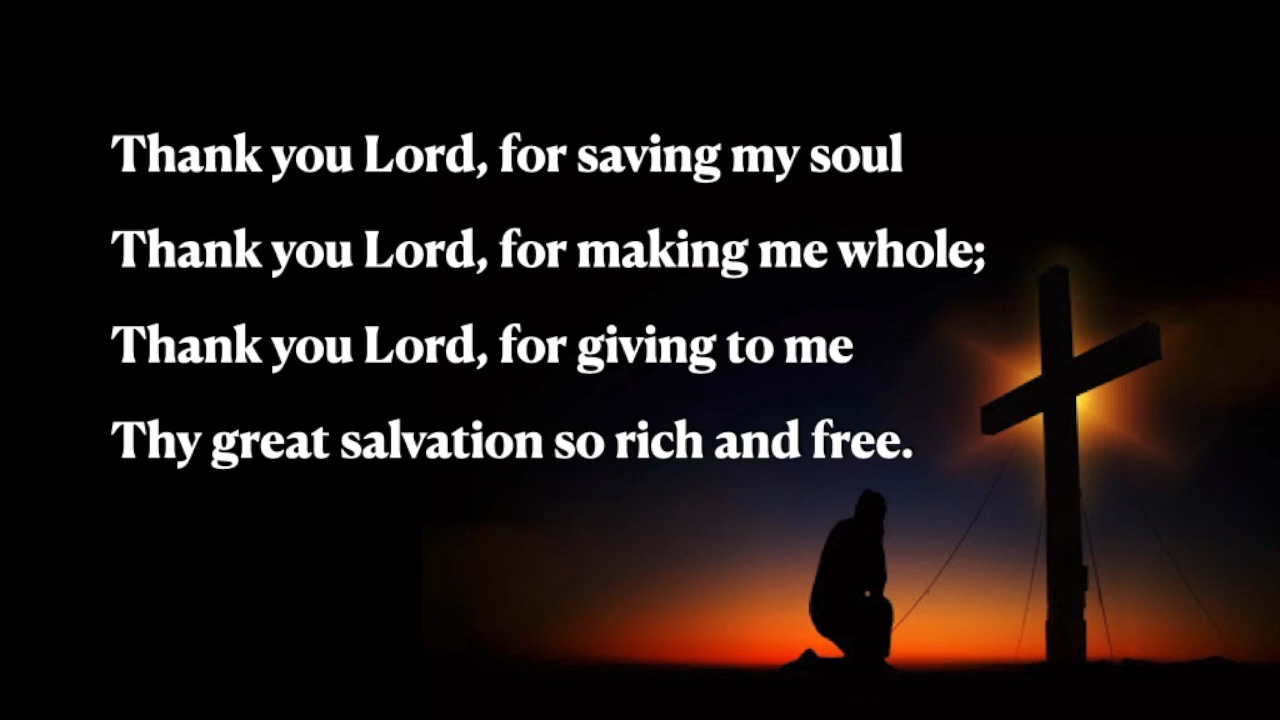 Thank you Lord, for saving my soul
Thank you Lord, for making me whole;
Thank you Lord, for giving to me
Thy great salvation so rich and free.